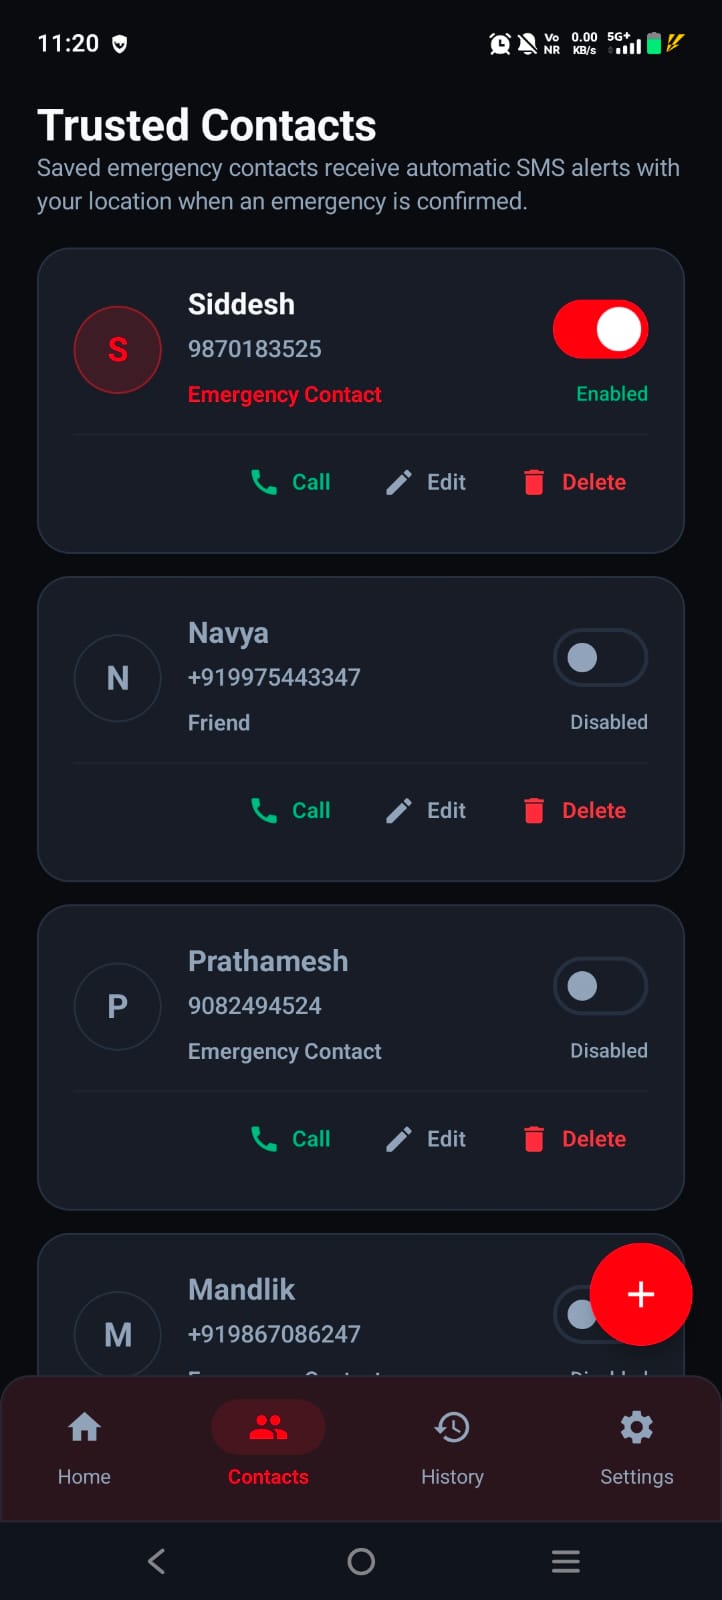 11:20
Vo NR 0.00 KB/s 5G+
Trusted Contacts
Saved emergency contacts receive automatic SMS alerts with
your location when an emergency is confirmed.
S
Siddesh
9870183525
Emergency Contact
Enabled
Call Edit Delete
N
Navya
+919975443347
Friend
Disabled
Call Edit Delete
P
Prathamesh
9082494524
Emergency Contact
Disabled
Call Edit Delete
M
Mandlik
+919867086247
+
Home Contacts History Settings